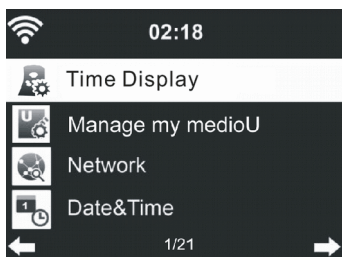 02:18
Time Display
Manage my medioU
Network
Date&Time
1/21